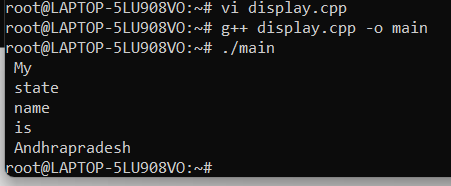 root@LAPTOP-5LU908VO:~# vi display.cpp
root@LAPTOP-5LU908VO:~# g++ display.cpp -o main
root@LAPTOP-5LU908VO:~# ./main
My
state
name
is
Andhrapradesh
root@LAPTOP-5LU908VO:~#